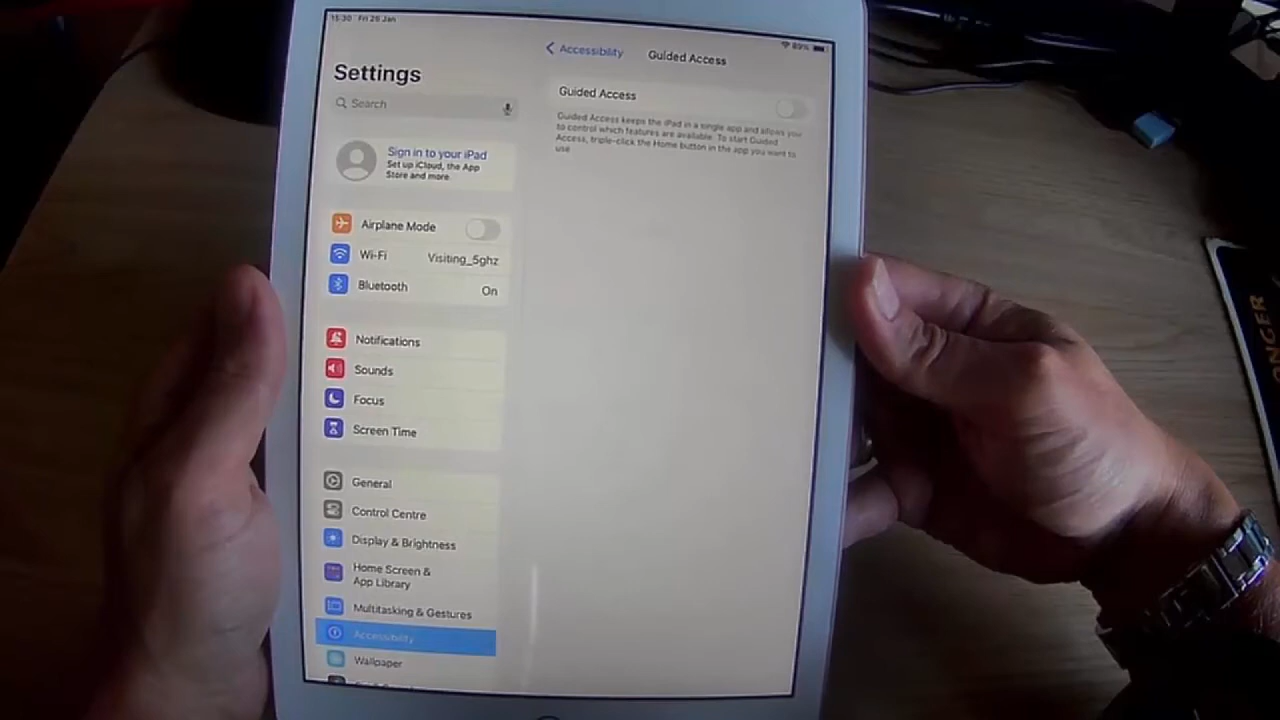 15:30 Fri 26 Jan
89%
Settings
Search
Sign in to your iPad
Set up iCloud, the App
Store and more.
Airplane Mode
Wi-Fi Visiting_5ghz
Bluetooth On
Notifications
Sounds
Focus
Screen Time
General
Control Centre
Display & Brightness
Home Screen &
App Library
Multitasking & Gestures
Accessibility
Wallpaper
Accessibility Guided Access
Guided Access
Guided Access keeps the iPad in a single app and allows you
to control which features are available. To start Guided
Access, triple-click the Home button in the app you want to
use